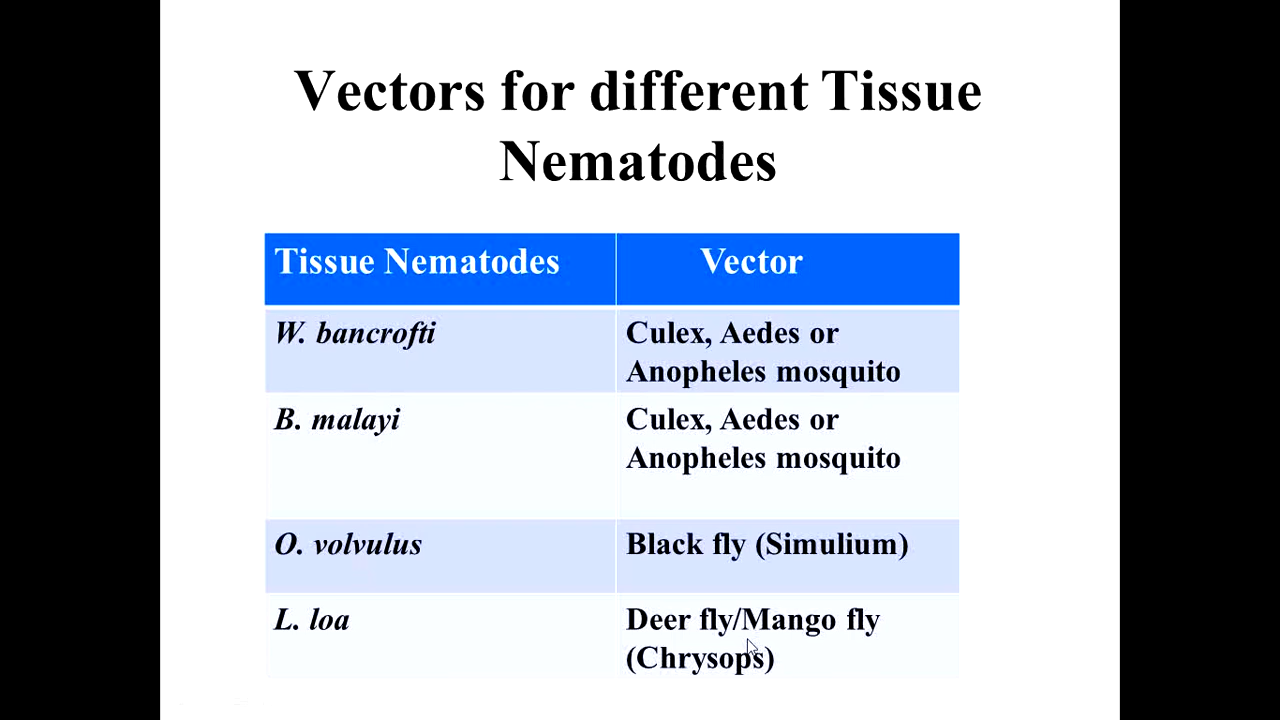 Vectors for different Tissue
Nematodes
Tissue Nematodes
Vector
W. bancrofti
Culex, Aedes or
Anopheles mosquito
B. malayi
Culex, Aedes or
Anopheles mosquito
O. volvulus
Black fly (Simulium)
L. loa
Deer fly/Mango fly
(Chrysops)